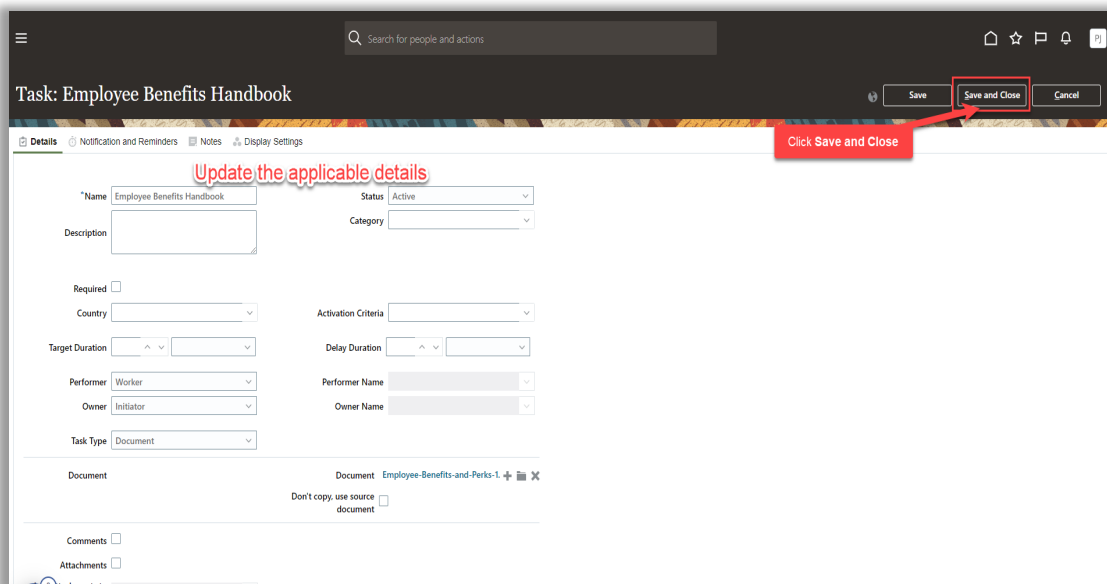 Search for people and actions
PJ
Task: Employee Benefits Handbook
Save
Save and Close
Cancel
Details
Notification and Reminders
Notes
Display Settings
Click Save and Close
Update the applicable details
*Name Employee Benefits Handbook
Status Active
Description
Category
Required
Country
Activation Criteria
Target Duration
Delay Duration
Performer Worker
Performer Name
Owner Initiator
Owner Name
Task Type Document
Document
Document Employee-Benefits-and-Perks-1.
Don't copy, use source
document
Comments
Attachments